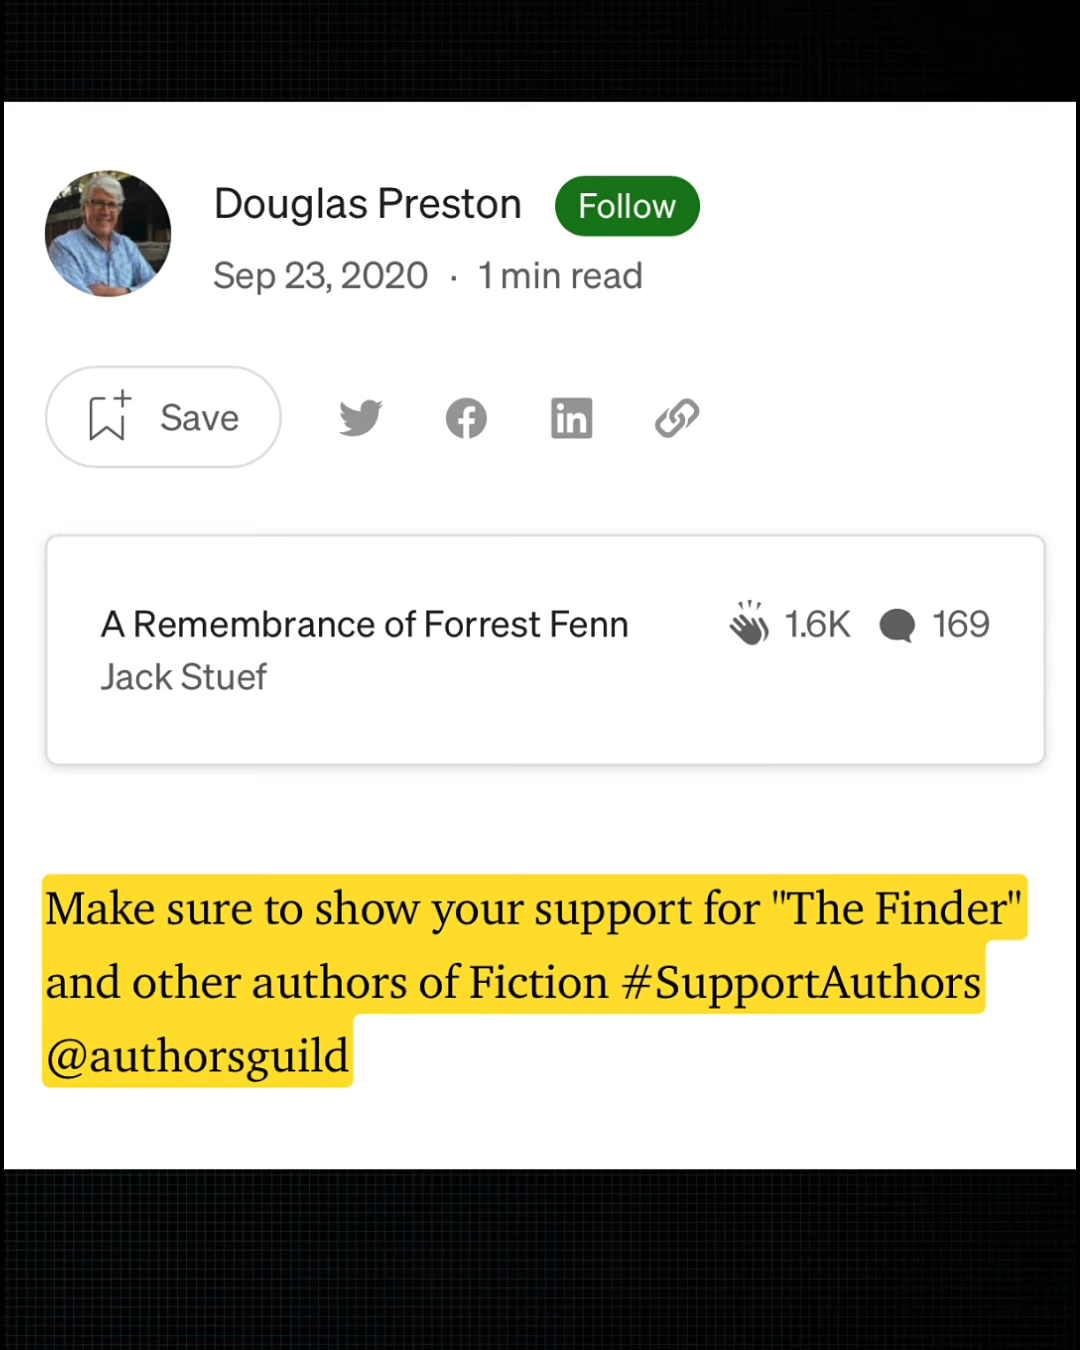 Douglas Preston Follow
Sep 23, 2020 · 1 min read
Save
A Remembrance of Forrest Fenn 1.6K 169
Jack Stuef
Make sure to show your support for "The Finder"
and other authors of Fiction #SupportAuthors
@authorsguild